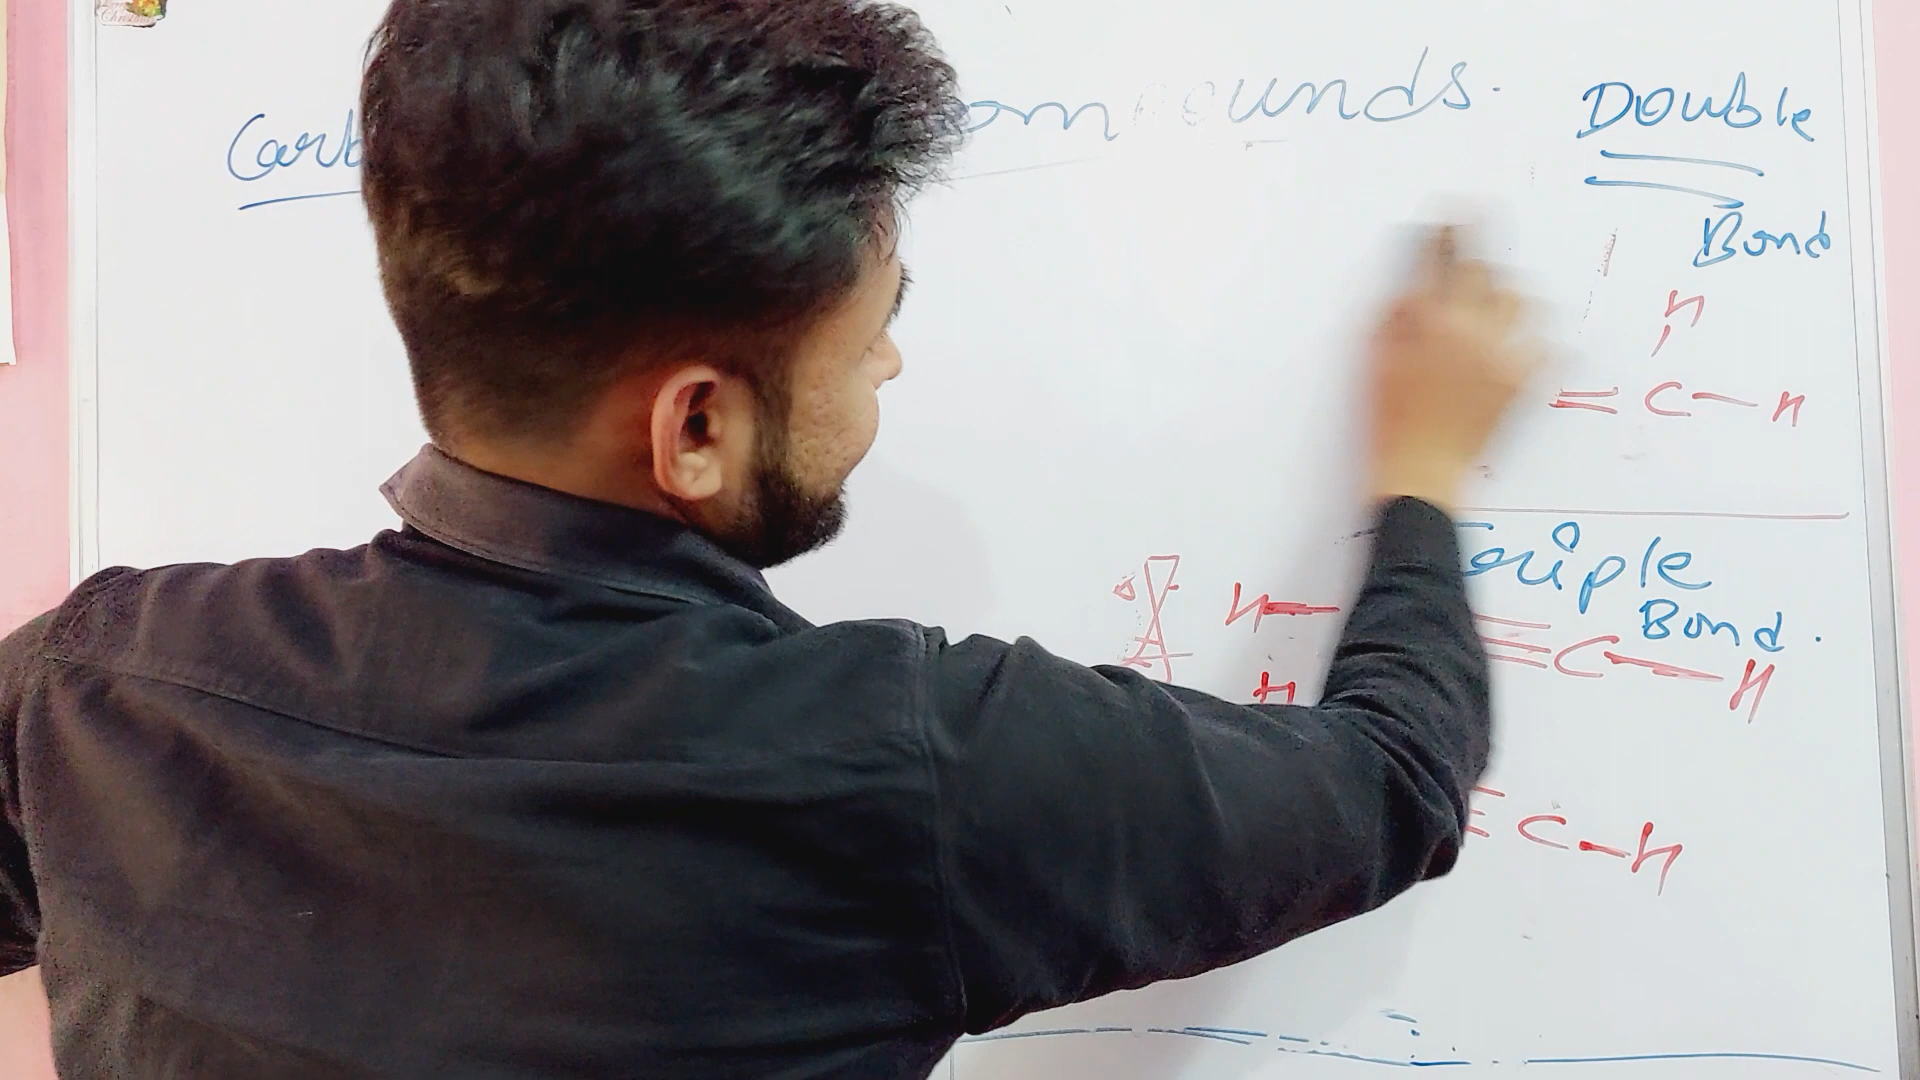 Carb ompounds.
Double
Bond
H
= C - H
Triple
Bond.
H - ≡ C - H
H
≡ C - H